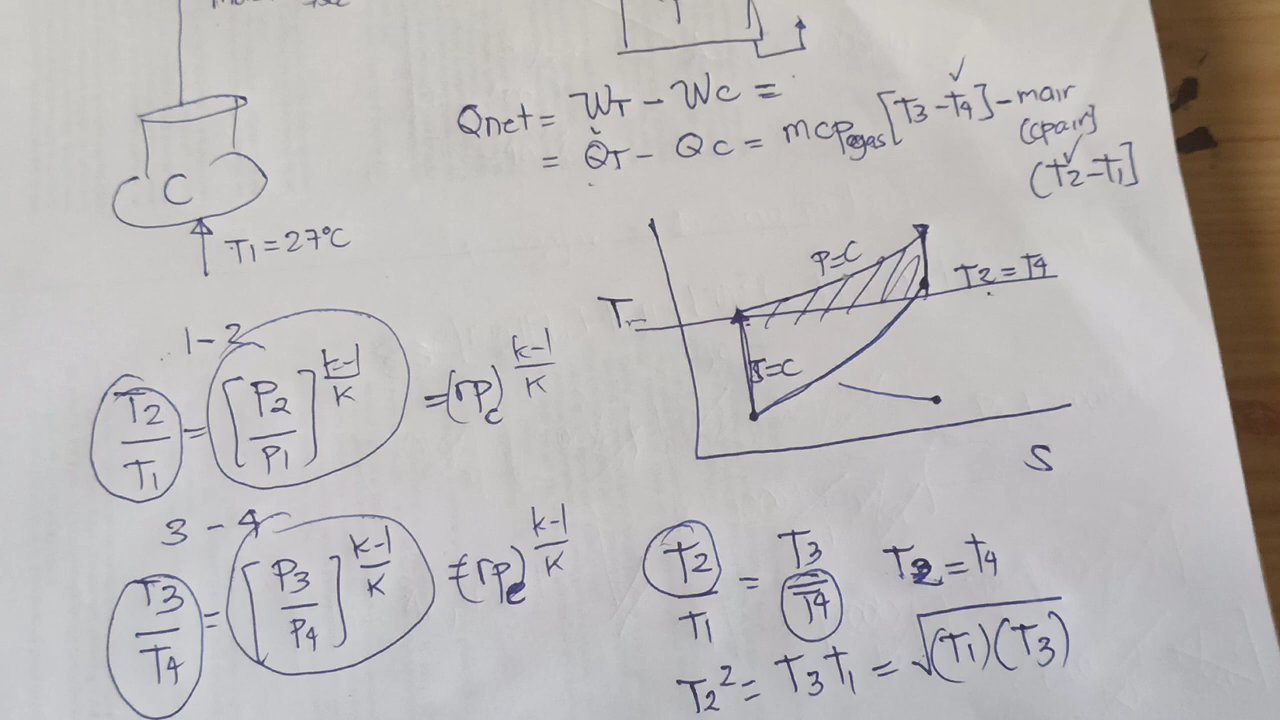 T
Qnet = WT - WC =
= QT - QC = mcpgas [T3 - T4] - mair
(cpair)
(T2 - T1]
C
T1 = 27°C
P=C
T2 = T4
T
S=C
S
1-2
T2/T1 = [P2/P1]^(k-1/K) = (rp)c^(k-1/K)
3-4
T3/T4 = [P3/P4]^(k-1/K) = (rp)^(k-1/K)
T2/T1 = T3/T4 T2 = T4
T2² = T3T1 = √(T1)(T3)